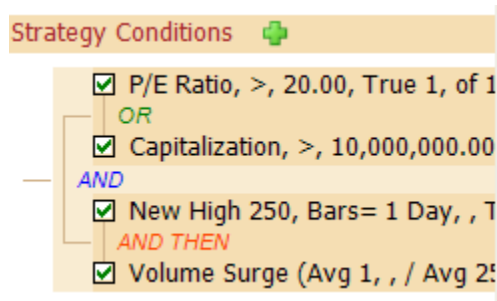 Strategy Conditions
P/E Ratio, >, 20.00, True 1, of 1
OR
Capitalization, >, 10,000,000.00
AND
New High 250, Bars= 1 Day, , T
AND THEN
Volume Surge (Avg 1, , / Avg 25